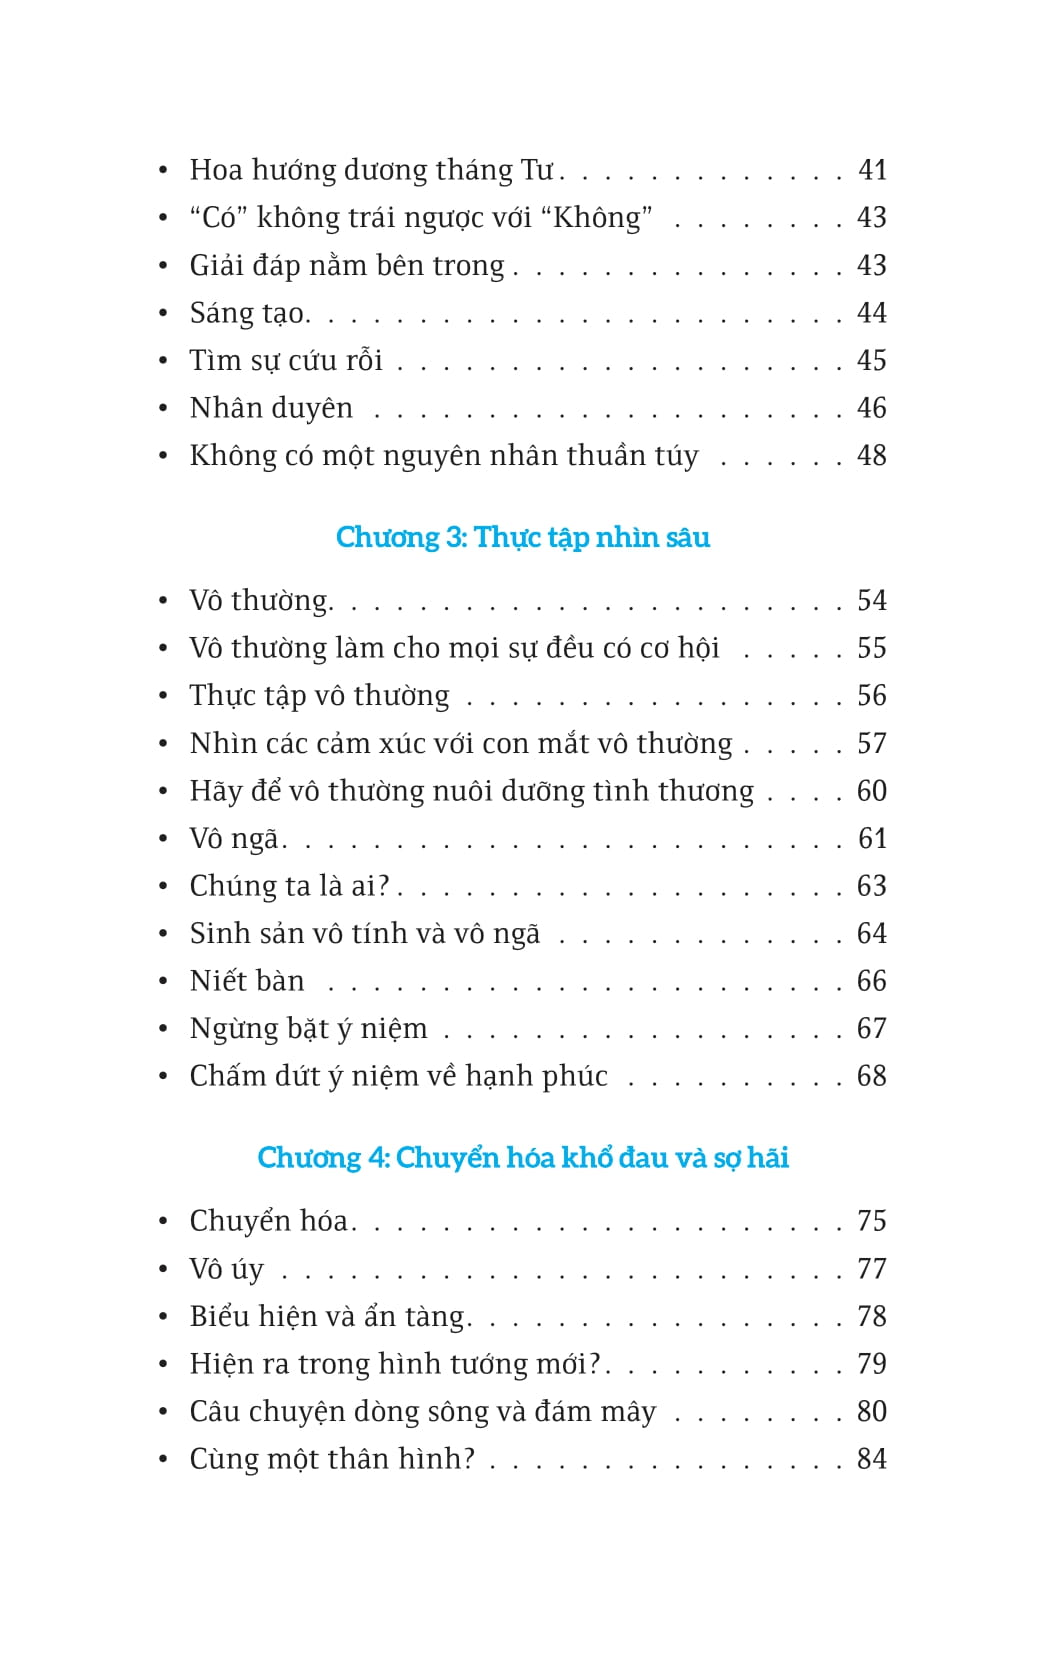 • Hoa hướng dương tháng Tư . . . . . . . . . . . . . 41
• “Có” không trái ngược với “Không” . . . . . . . . 43
• Giải đáp nằm bên trong . . . . . . . . . . . . . . . 43
• Sáng tạo. . . . . . . . . . . . . . . . . . . . . . . . 44
• Tìm sự cứu rỗi . . . . . . . . . . . . . . . . . . . . 45
• Nhân duyên . . . . . . . . . . . . . . . . . . . . . 46
• Không có một nguyên nhân thuần túy . . . . . . 48
Chương 3: Thực tập nhìn sâu
• Vô thường. . . . . . . . . . . . . . . . . . . . . . . 54
• Vô thường làm cho mọi sự đều có cơ hội . . . . . 55
• Thực tập vô thường . . . . . . . . . . . . . . . . . 56
• Nhìn các cảm xúc với con mắt vô thường . . . . . 57
• Hãy để vô thường nuôi dưỡng tình thương . . . . 60
• Vô ngã. . . . . . . . . . . . . . . . . . . . . . . . . 61
• Chúng ta là ai? . . . . . . . . . . . . . . . . . . . . 63
• Sinh sản vô tính và vô ngã . . . . . . . . . . . . . 64
• Niết bàn . . . . . . . . . . . . . . . . . . . . . . . 66
• Ngừng bặt ý niệm . . . . . . . . . . . . . . . . . . 67
• Chấm dứt ý niệm về hạnh phúc . . . . . . . . . . 68
Chương 4: Chuyển hóa khổ đau và sợ hãi
• Chuyển hóa. . . . . . . . . . . . . . . . . . . . . . 75
• Vô úy . . . . . . . . . . . . . . . . . . . . . . . . . 77
• Biểu hiện và ẩn tàng. . . . . . . . . . . . . . . . . 78
• Hiện ra trong hình tướng mới?. . . . . . . . . . . 79
• Câu chuyện dòng sông và đám mây . . . . . . . . 80
• Cùng một thân hình? . . . . . . . . . . . . . . . . 84